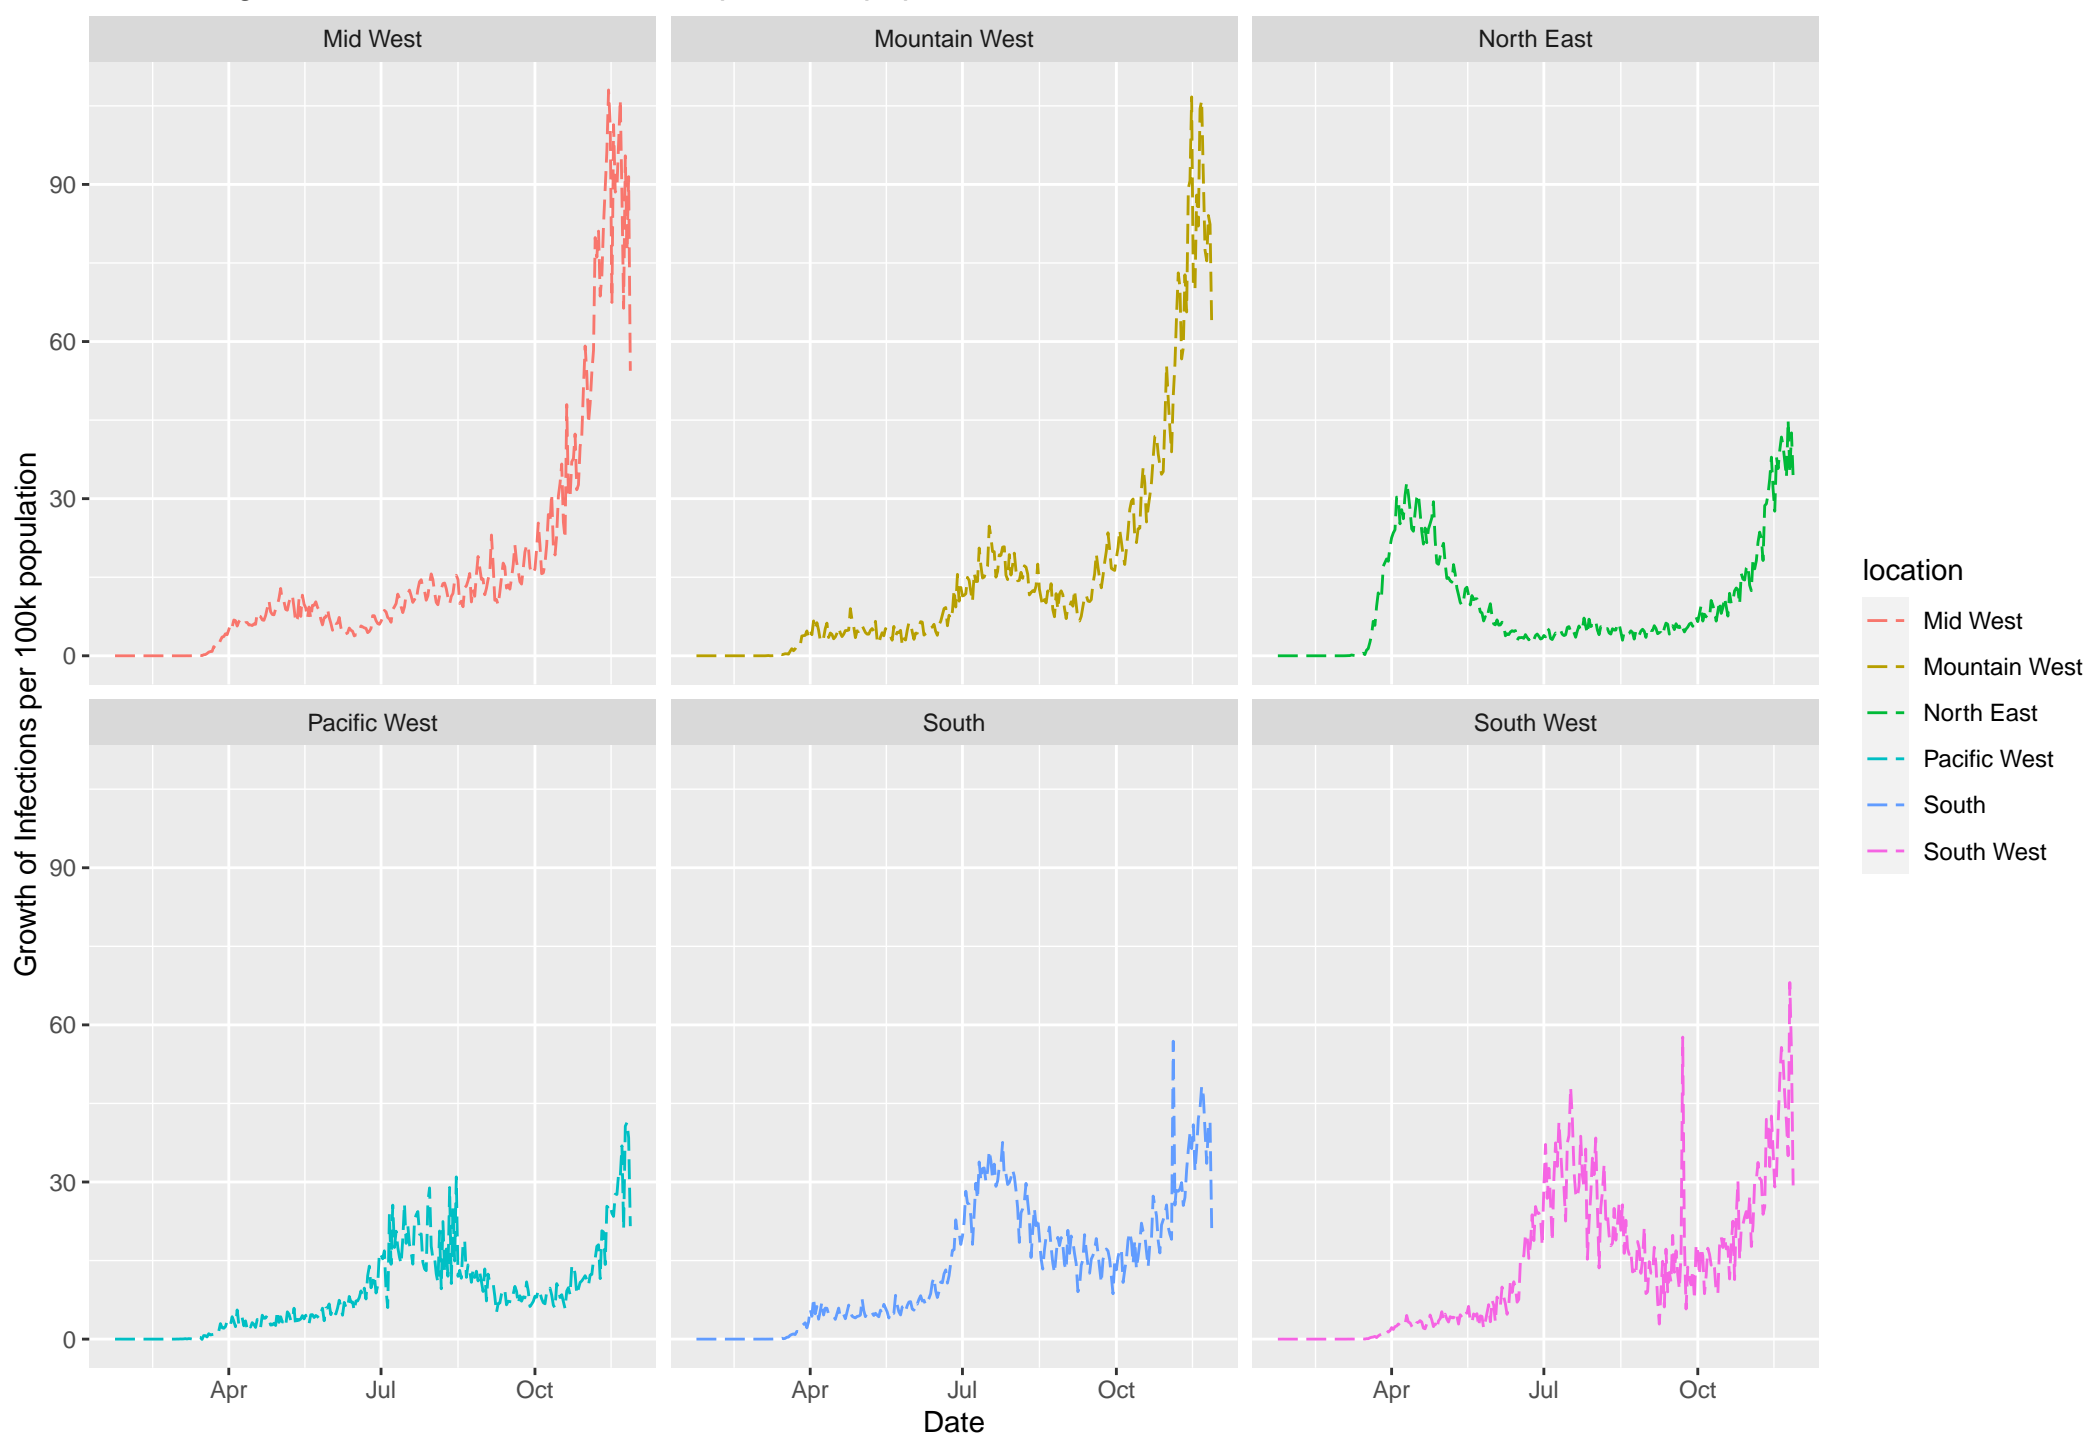 Mid West
Mountain West
North East
90
60
30
0
Pacific West
South
South West
90
60
30
0
Apr
Jul
Oct
Apr
Jul
Oct
Apr
Jul
Oct
Date
Growth of Infections per 100k population
location
Mid West
Mountain West
North East
Pacific West
South
South West